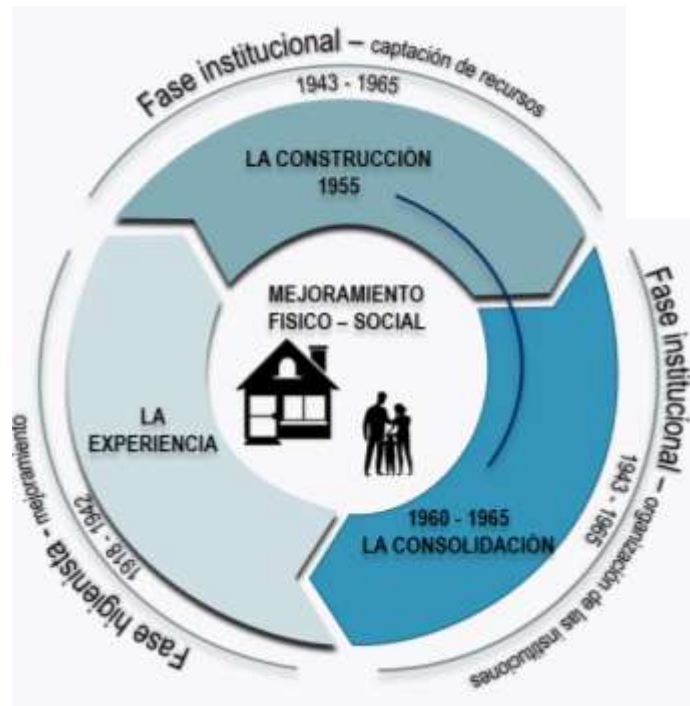 Fase institucional – captación de recursos
1943 - 1965
LA CONSTRUCCIÓN
1955
MEJORAMIENTO
FISICO – SOCIAL
Fase institucional – organización de las instituciones
1943 - 1965
LA
EXPERIENCIA
1960 - 1965
LA CONSOLIDACIÓN
1918 - 1942
Fase higienista - mejoramiento